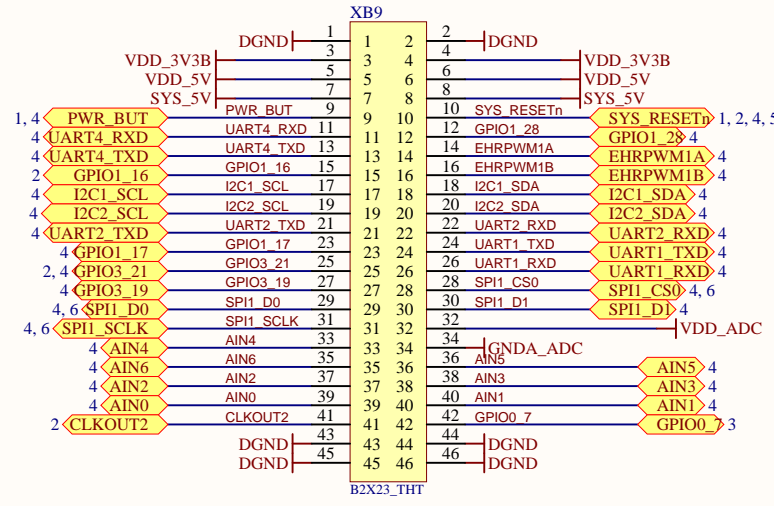 XB9
DGND 1 1 2 2 DGND
VDD_3V3B 3 3 4 4 VDD_3V3B
VDD_5V 5 5 6 6 VDD_5V
SYS_5V 7 7 8 8 SYS_5V
1, 4 PWR_BUT PWR_BUT 9 9 10 10 SYS_RESETn SYS_RESETn 1, 2, 4, 5
4 UART4_RXD UART4_RXD 11 11 12 12 GPIO1_28 GPIO1_28 4
4 UART4_TXD UART4_TXD 13 13 14 14 EHRPWM1A EHRPWM1A 4
2 GPIO1_16 GPIO1_16 15 15 16 16 EHRPWM1B EHRPWM1B 4
4 I2C1_SCL I2C1_SCL 17 17 18 18 I2C1_SDA I2C1_SDA 4
4 I2C2_SCL I2C2_SCL 19 19 20 20 I2C2_SDA I2C2_SDA 4
4 UART2_TXD UART2_TXD 21 21 22 22 UART2_RXD UART2_RXD 4
4 GPIO1_17 GPIO1_17 23 23 24 24 UART1_TXD UART1_TXD 4
2, 4 GPIO3_21 GPIO3_21 25 25 26 26 UART1_RXD UART1_RXD 4
4 GPIO3_19 GPIO3_19 27 27 28 28 SPI1_CS0 SPI1_CS0 4, 6
4, 6 SPI1_D0 SPI1_D0 29 29 30 30 SPI1_D1 SPI1_D1 4
4, 6 SPI1_SCLK SPI1_SCLK 31 31 32 32 VDD_ADC
4 AIN4 AIN4 33 33 34 34 GNDA_ADC
4 AIN6 AIN6 35 35 36 36 AIN5 AIN5 4
4 AIN2 AIN2 37 37 38 38 AIN3 AIN3 4
4 AIN0 AIN0 39 39 40 40 AIN1 AIN1 4
2 CLKOUT2 CLKOUT2 41 41 42 42 GPIO0_7 GPIO0_7 3
DGND 43 43 44 44 DGND
DGND 45 45 46 46 DGND
B2X23_THT